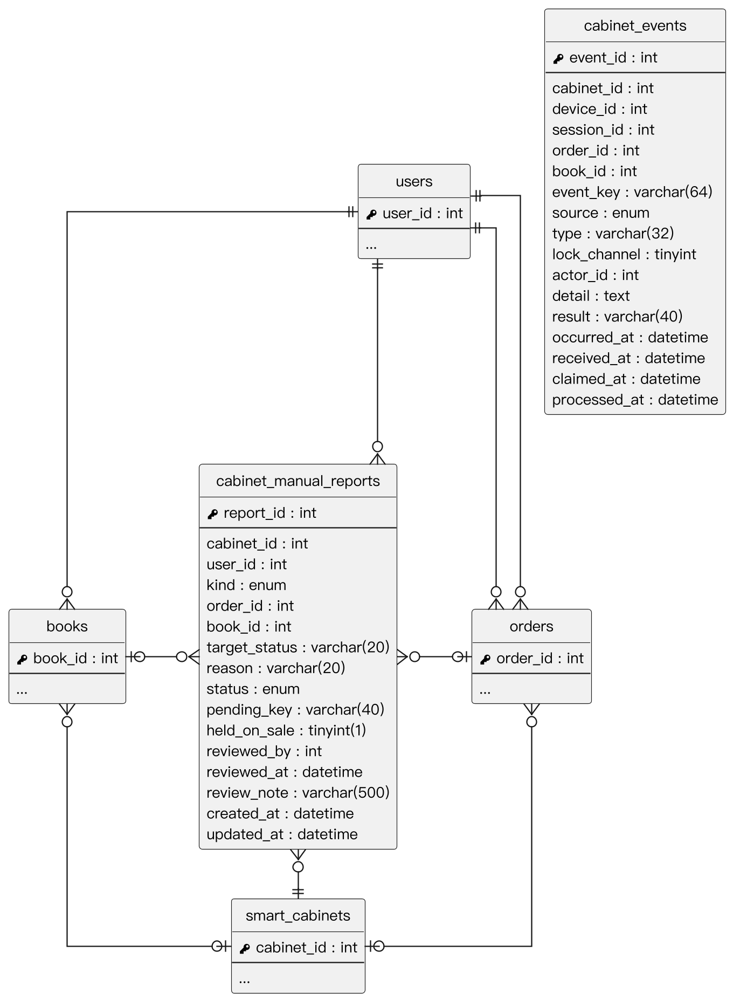 cabinet_events
event_id : int
cabinet_id : int
device_id : int
session_id : int
order_id : int
book_id : int
event_key : varchar(64)
source : enum
type : varchar(32)
lock_channel : tinyint
actor_id : int
detail : text
result : varchar(40)
occurred_at : datetime
received_at : datetime
claimed_at : datetime
processed_at : datetime
users
user_id : int
...
cabinet_manual_reports
report_id : int
cabinet_id : int
user_id : int
kind : enum
order_id : int
book_id : int
target_status : varchar(20)
reason : varchar(20)
status : enum
pending_key : varchar(40)
held_on_sale : tinyint(1)
reviewed_by : int
reviewed_at : datetime
review_note : varchar(500)
created_at : datetime
updated_at : datetime
books
book_id : int
...
orders
order_id : int
...
smart_cabinets
cabinet_id : int
...